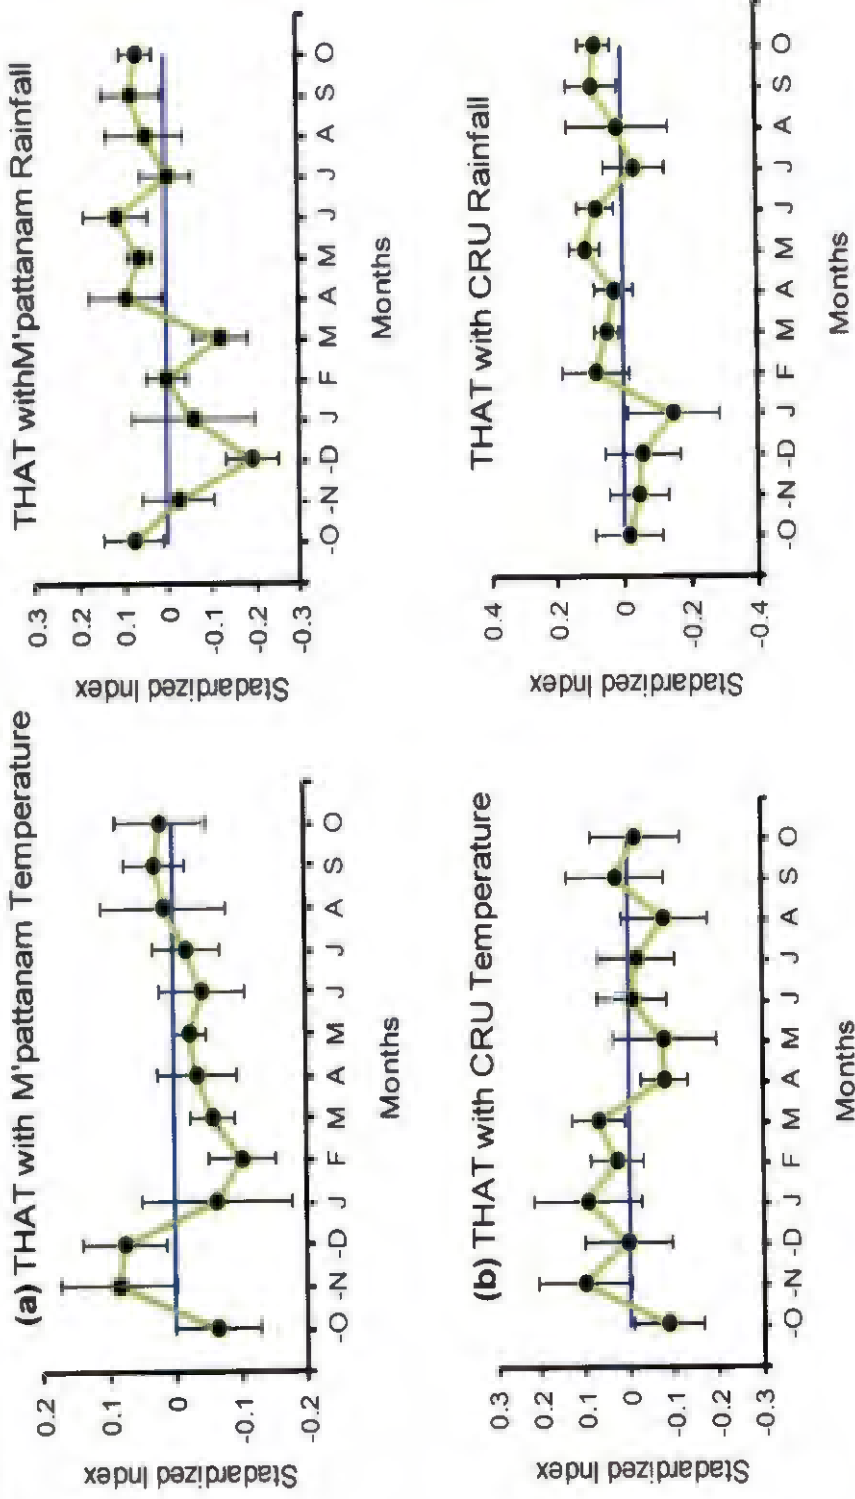 (a) THAT with M'pattanam Temperature
Stadardized Index
0.2
0.1
0
-0.1
-0.2
-O -N -D J F M A M J J A S O
Months
THAT withM'pattanam Rainfall
Stadardized Index
0.3
0.2
0.1
0
-0.1
-0.2
-0.3
-O -N -D J F M A M J J A S O
Months
(b) THAT with CRU Temperature
Stadardized Index
0.3
0.2
0.1
0
-0.1
-0.2
-0.3
-O -N -D J F M A M J J A S O
Months
THAT with CRU Rainfall
Stadardized Index
0.4
0.2
0
-0.2
-0.4
-O -N -D J F M A M J J A S O
Months